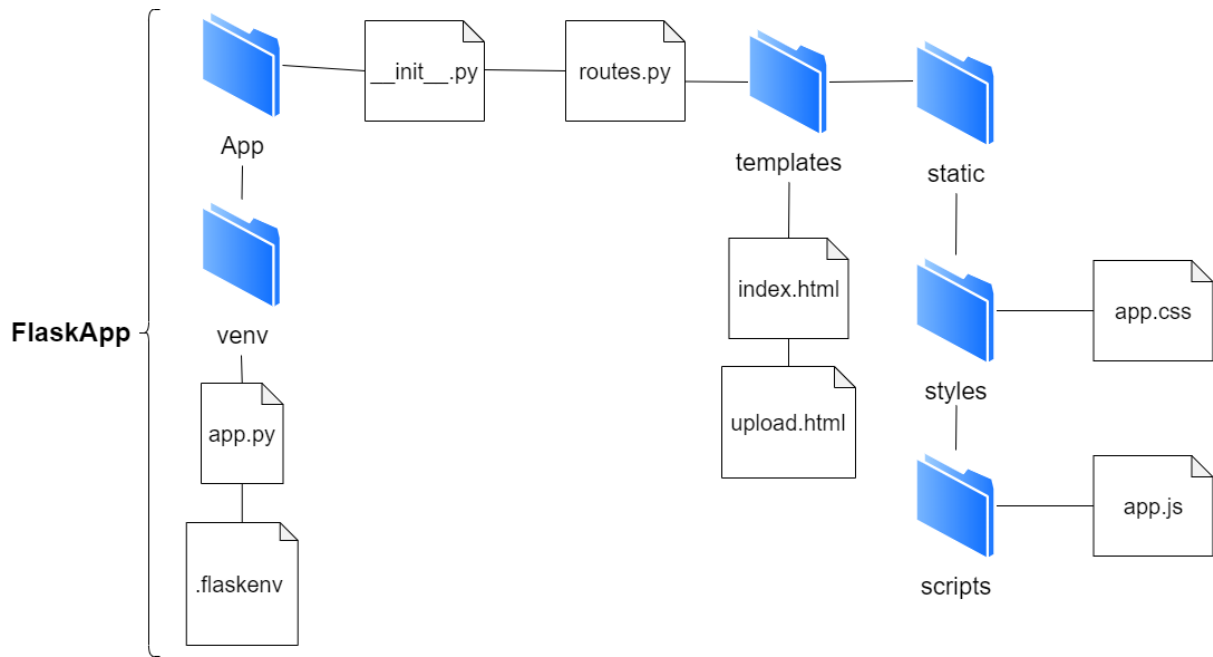 __init__.py
routes.py
App
templates
static
FlaskApp
venv
index.html
app.css
styles
app.py
upload.html
.flaskenv
app.js
scripts